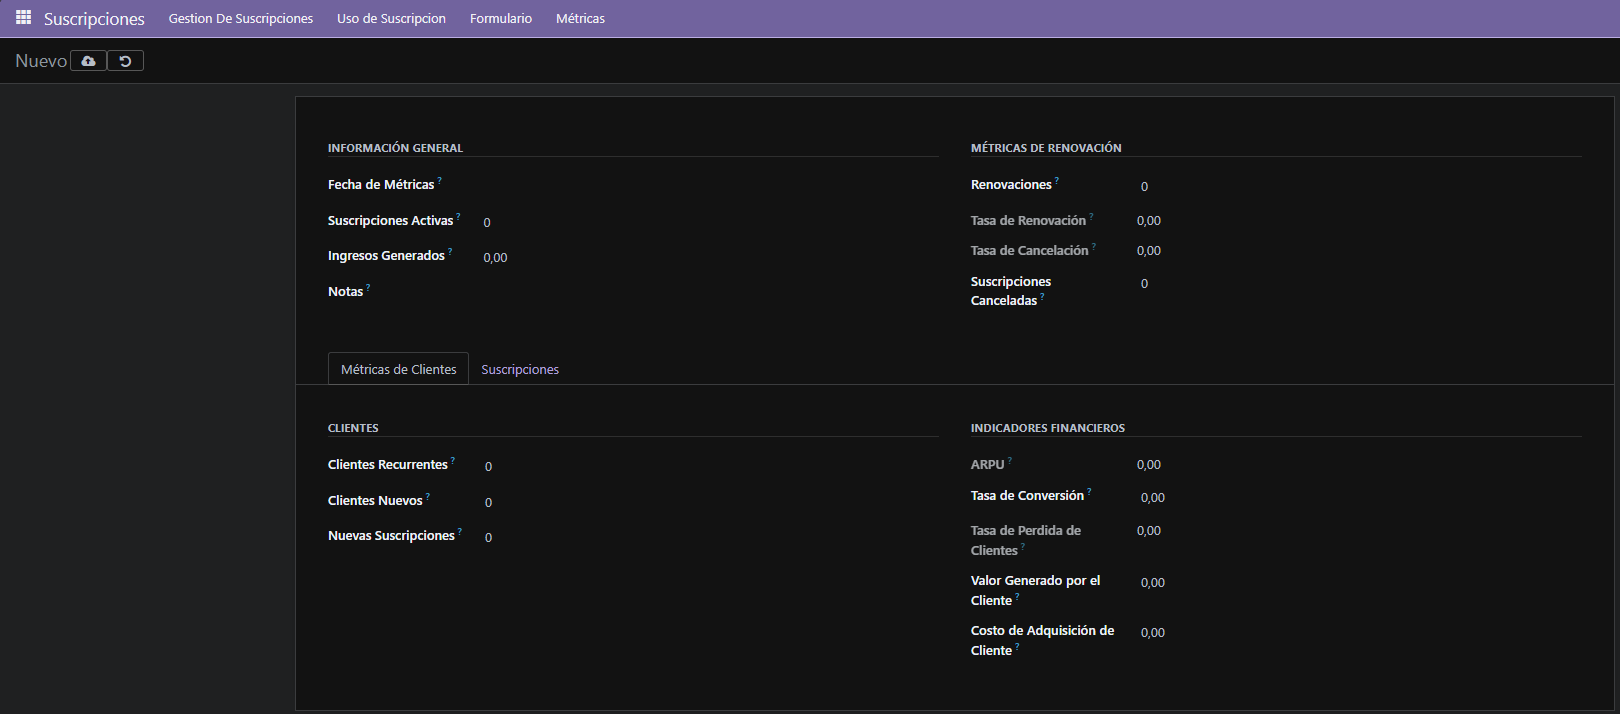 Suscripciones Gestion De Suscripciones Uso de Suscripcion Formulario Métricas
Nuevo
INFORMACIÓN GENERAL
Fecha de Métricas ?
Suscripciones Activas ? 0
Ingresos Generados ? 0,00
Notas ?
MÉTRICAS DE RENOVACIÓN
Renovaciones ? 0
Tasa de Renovación ? 0,00
Tasa de Cancelación ? 0,00
Suscripciones
Canceladas ? 0
Métricas de Clientes Suscripciones
CLIENTES
Clientes Recurrentes ? 0
Clientes Nuevos ? 0
Nuevas Suscripciones ? 0
INDICADORES FINANCIEROS
ARPU ? 0,00
Tasa de Conversión ? 0,00
Tasa de Perdida de 0,00
Clientes ?
Valor Generado por el 0,00
Cliente ?
Costo de Adquisición de 0,00
Cliente ?